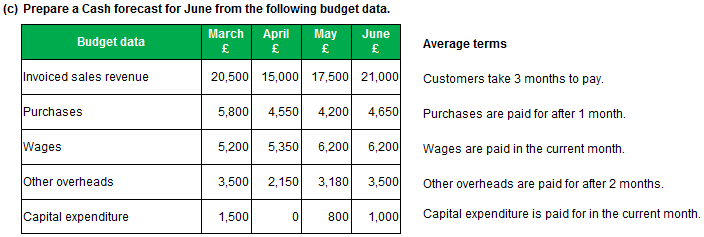 (c) Prepare a Cash forecast for June from the following budget data.
Budget data March £ April £ May £ June £ Average terms
Invoiced sales revenue 20,500 15,000 17,500 21,000 Customers take 3 months to pay.
Purchases 5,800 4,550 4,200 4,650 Purchases are paid for after 1 month.
Wages 5,200 5,350 6,200 6,200 Wages are paid in the current month.
Other overheads 3,500 2,150 3,180 3,500 Other overheads are paid for after 2 months.
Capital expenditure 1,500 0 800 1,000 Capital expenditure is paid for in the current month.